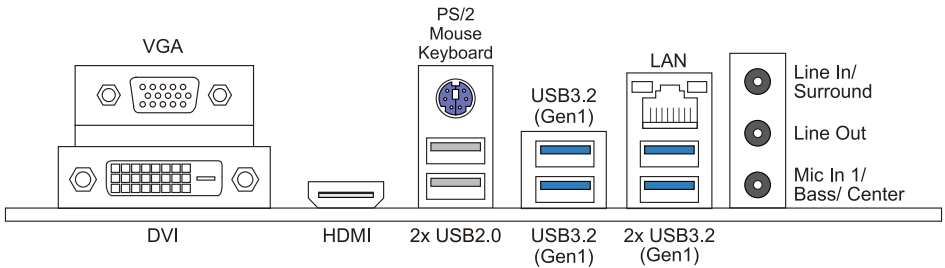 VGA
PS/2
Mouse
Keyboard
USB3.2
(Gen1)
LAN
Line In/
Surround
Line Out
Mic In 1/
Bass/ Center
DVI
HDMI
2x USB2.0
USB3.2
(Gen1)
2x USB3.2
(Gen1)